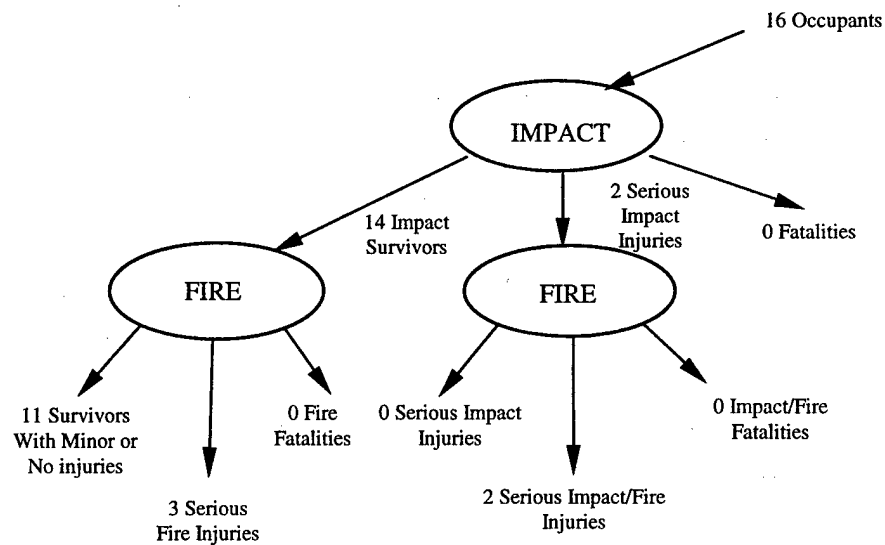 16 Occupants
IMPACT
14 Impact
Survivors
2 Serious
Impact
Injuries
0 Fatalities
FIRE
FIRE
11 Survivors
With Minor or
No injuries
3 Serious
Fire Injuries
0 Fire
Fatalities
0 Serious Impact
Injuries
2 Serious Impact/Fire
Injuries
0 Impact/Fire
Fatalities